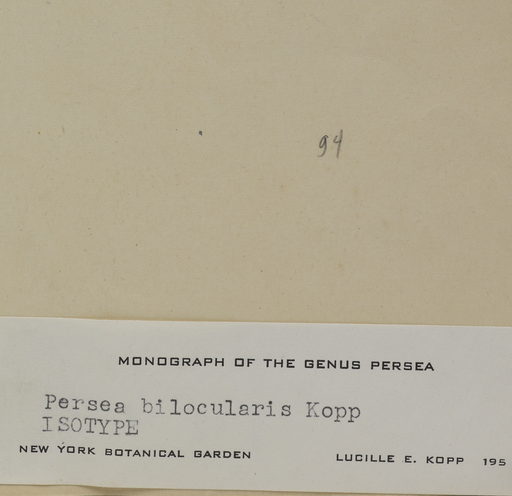 94
MONOGRAPH OF THE GENUS PERSEA
Persea bilocularis Kopp
ISOTYPE
NEW YORK BOTANICAL GARDEN LUCILLE E. KOPP 195